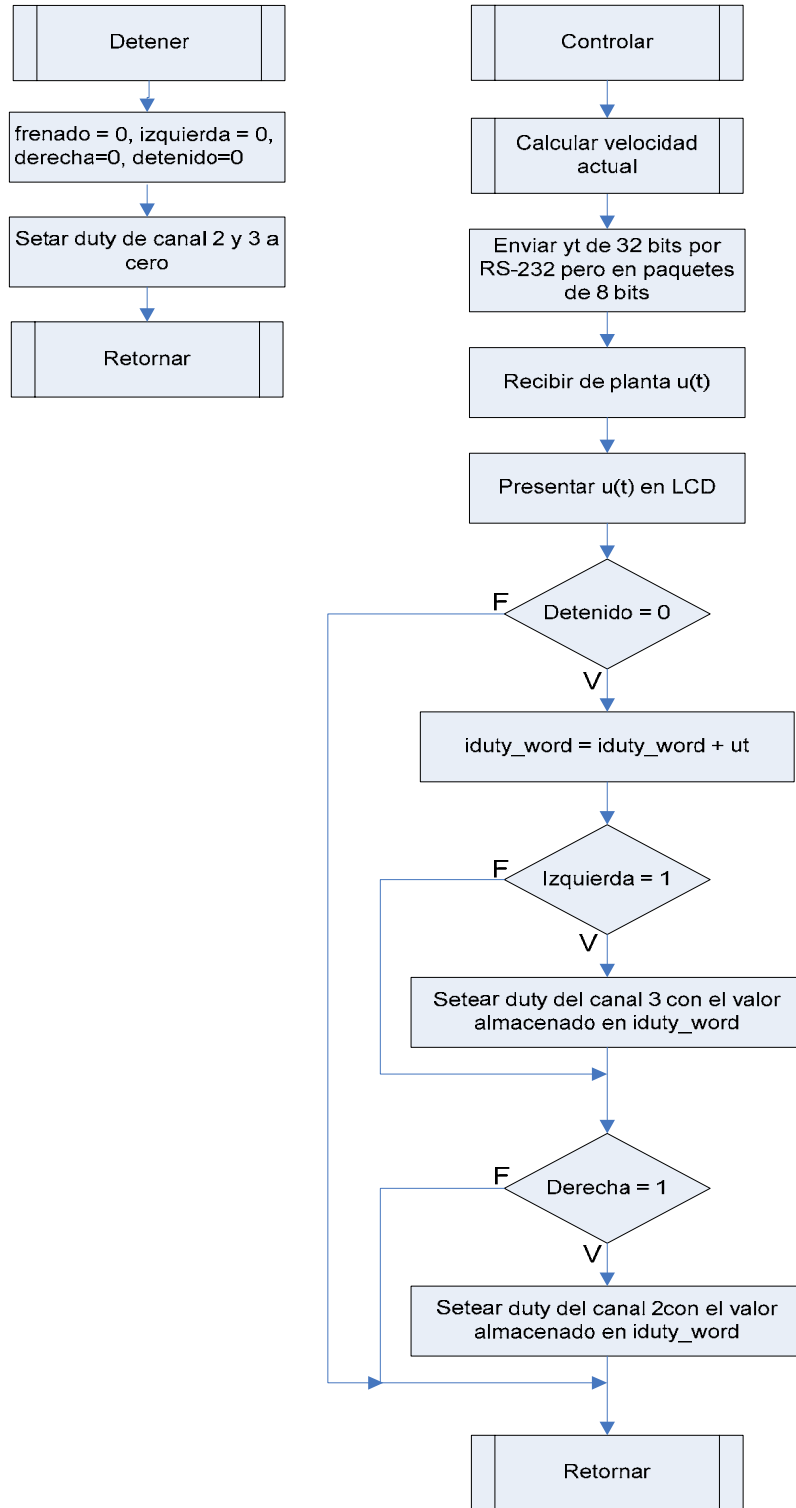 Detener
frenado = 0, izquierda = 0,
derecha=0, detenido=0
Setar duty de canal 2 y 3 a
cero
Retornar
Controlar
Calcular velocidad
actual
Enviar yt de 32 bits por
RS-232 pero en paquetes
de 8 bits
Recibir de planta u(t)
Presentar u(t) en LCD
F
Detenido = 0
V
iduty_word = iduty_word + ut
F
Izquierda = 1
V
Setear duty del canal 3 con el valor
almacenado en iduty_word
F
Derecha = 1
V
Setear duty del canal 2con el valor
almacenado en iduty_word
Retornar